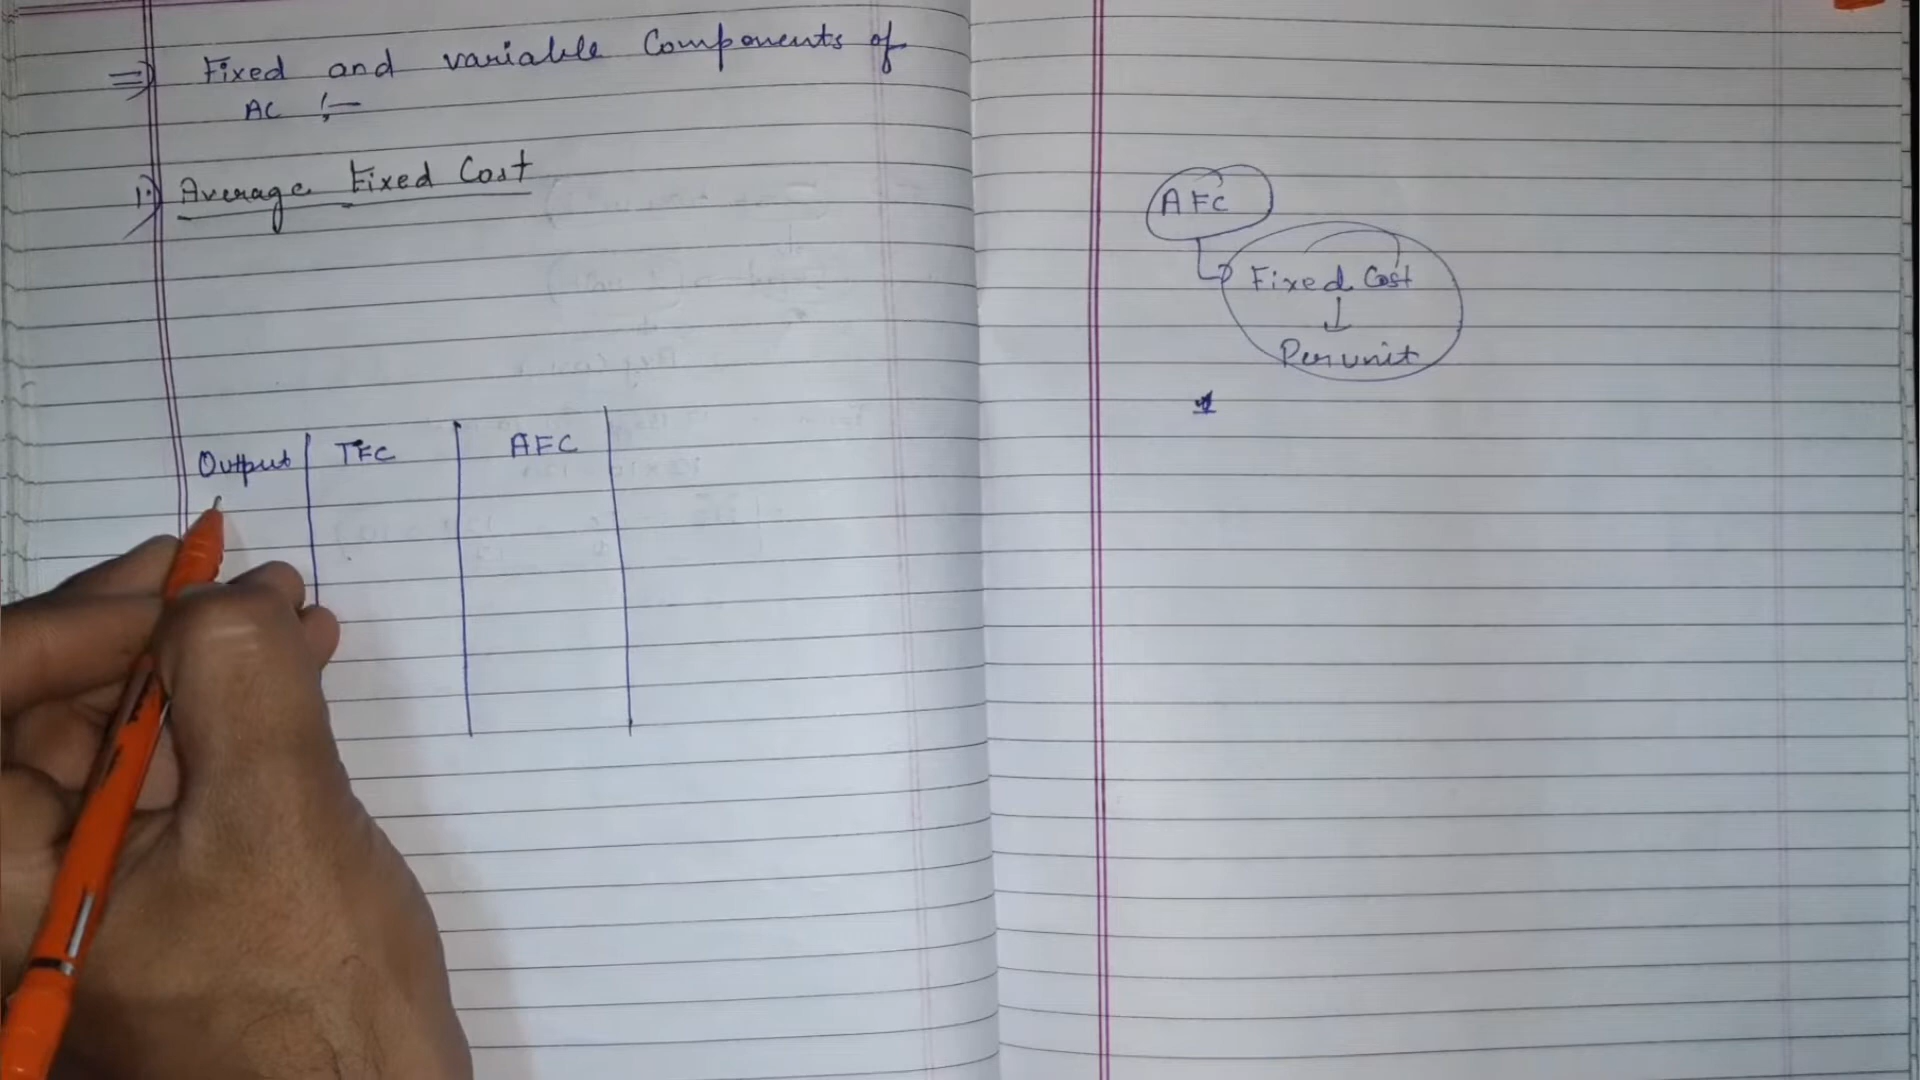 ⇒) Fixed and variable Components of
AC :-
1.) Average Fixed Cost
Output TFC AFC
AFC
Fixed Cost
↓
Per unit